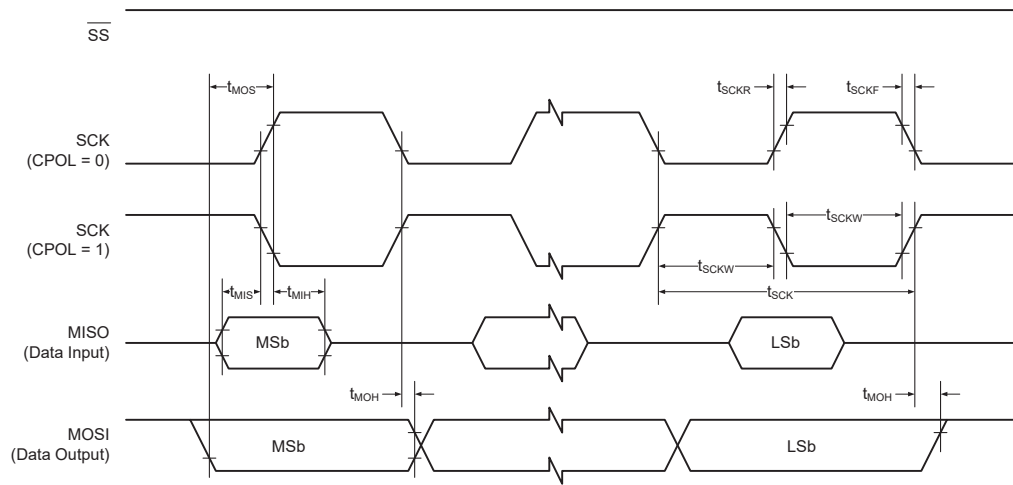 SS
tMOS
tSCKR
tSCKF
SCK
(CPOL = 0)
SCK
(CPOL = 1)
tSCKW
tSCKW
tSCK
tMIS
tMIH
MISO
(Data Input)
MSb
LSb
tMOH
tMOH
MOSI
(Data Output)
MSb
LSb